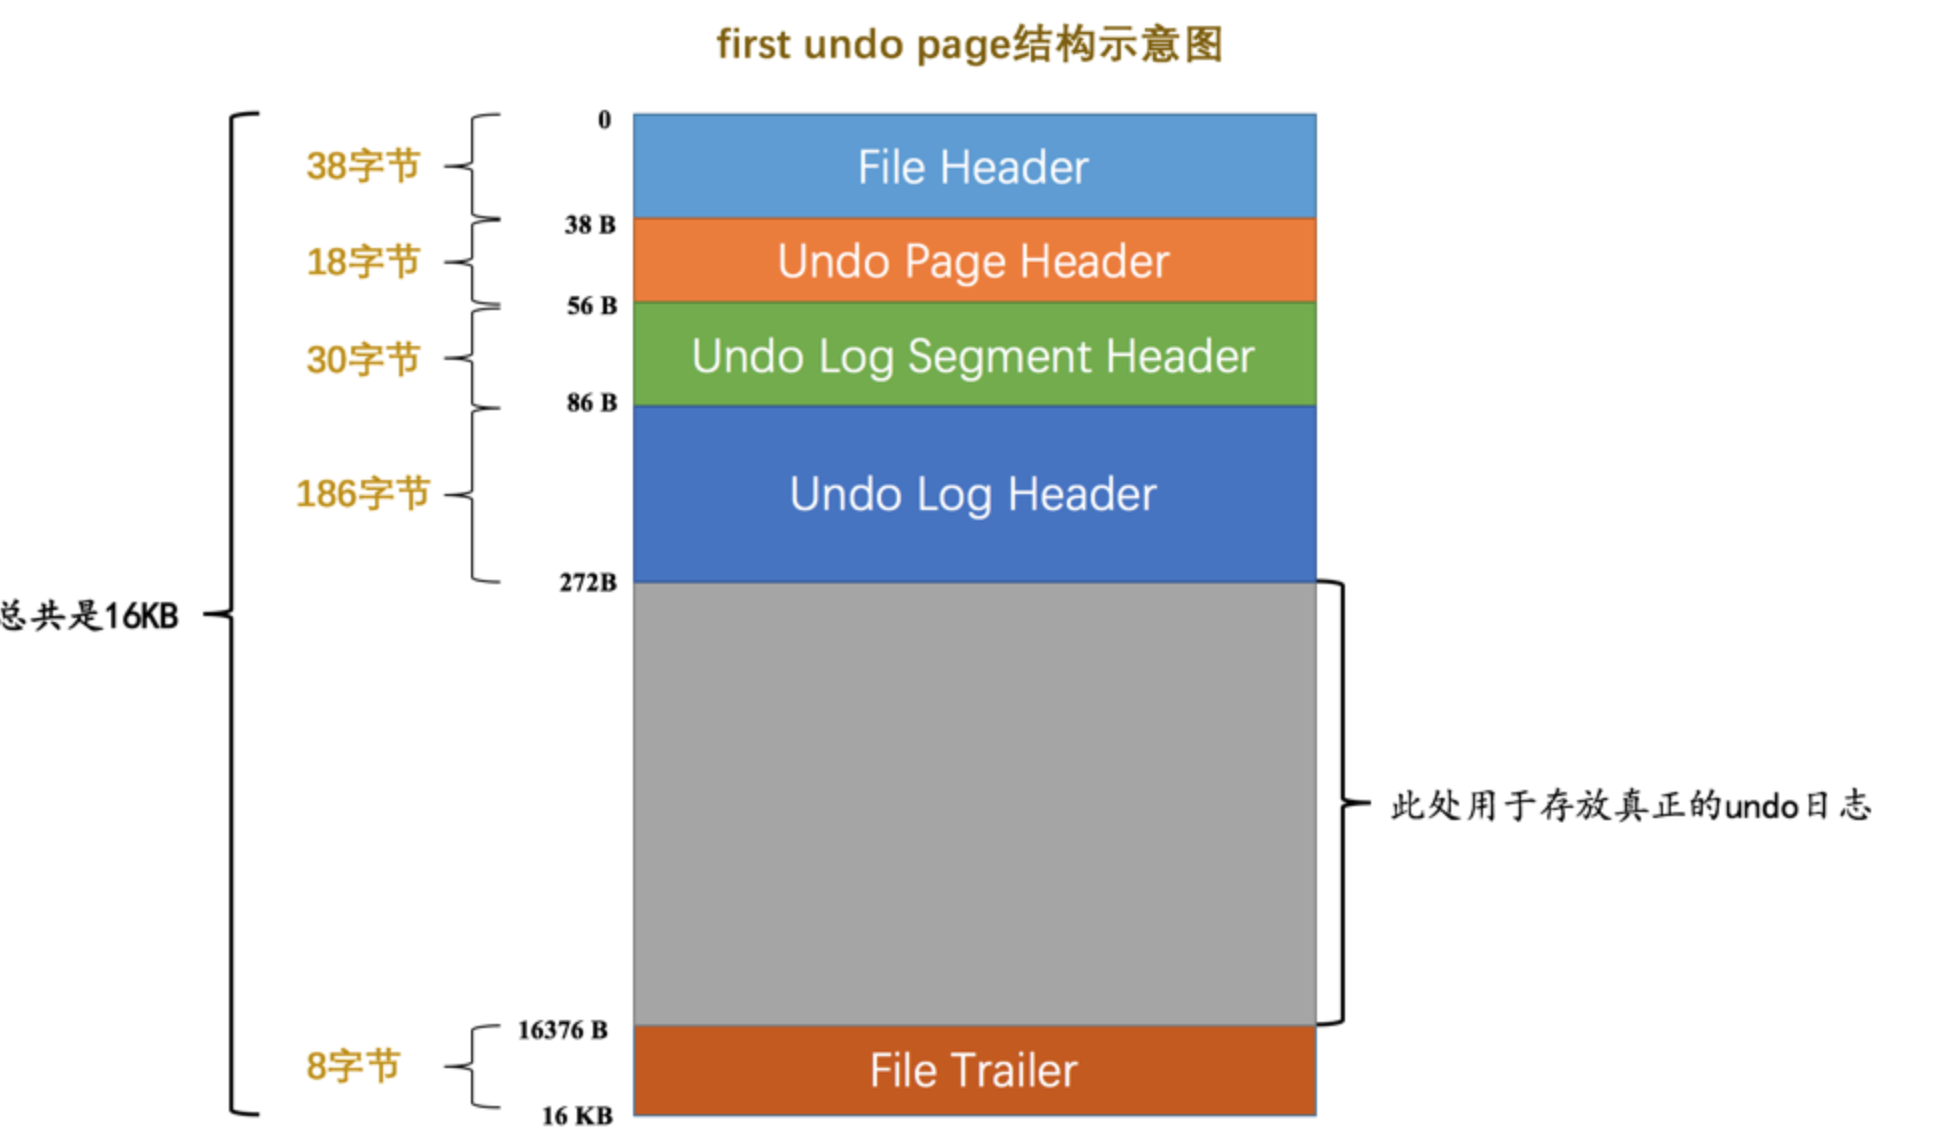 first undo page结构示意图
0
38字节
File Header
38 B
18字节
Undo Page Header
56 B
30字节
Undo Log Segment Header
86 B
186字节
Undo Log Header
272B
总共是16KB
此处用于存放真正的undo日志
16376 B
8字节
File Trailer
16 KB